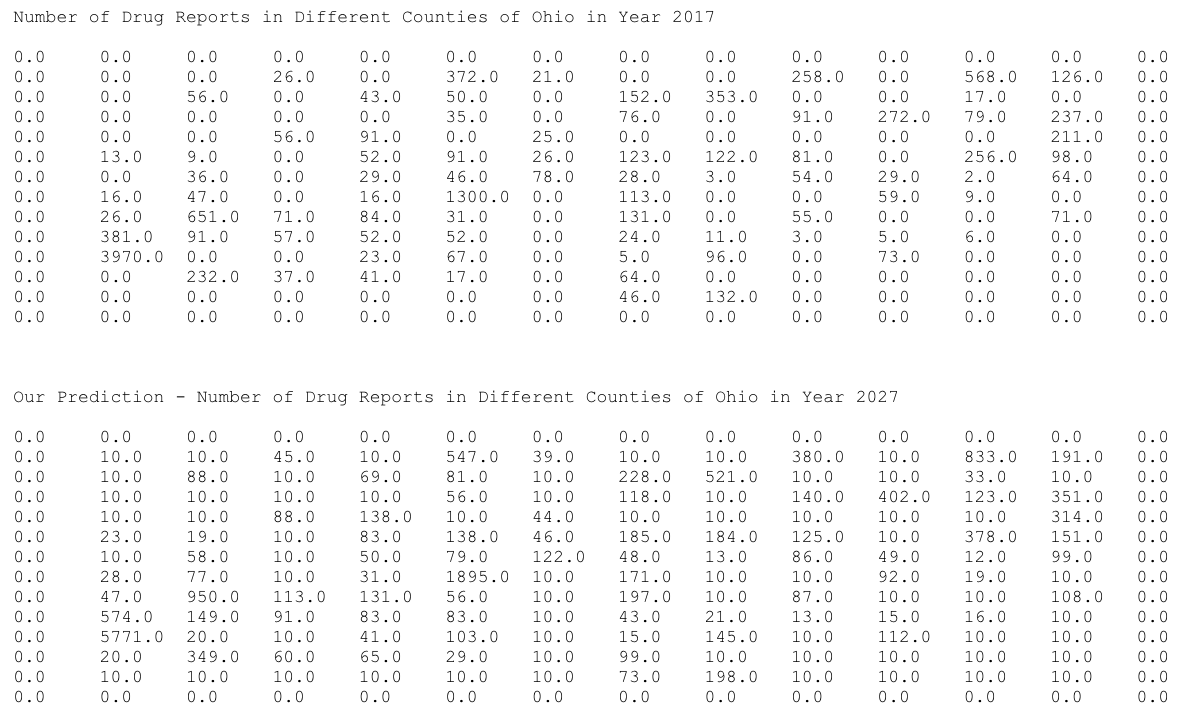 Number of Drug Reports in Different Counties of Ohio in Year 2017
0.0 0.0 0.0 0.0 0.0 0.0 0.0 0.0 0.0 0.0 0.0 0.0 0.0 0.0
0.0 0.0 0.0 26.0 0.0 372.0 21.0 0.0 0.0 258.0 0.0 568.0 126.0 0.0
0.0 0.0 56.0 0.0 43.0 50.0 0.0 152.0 353.0 0.0 0.0 17.0 0.0 0.0
0.0 0.0 0.0 0.0 0.0 35.0 0.0 76.0 0.0 91.0 272.0 79.0 237.0 0.0
0.0 0.0 0.0 56.0 91.0 0.0 25.0 0.0 0.0 0.0 0.0 0.0 211.0 0.0
0.0 13.0 9.0 0.0 52.0 91.0 26.0 123.0 122.0 81.0 0.0 256.0 98.0 0.0
0.0 0.0 36.0 0.0 29.0 46.0 78.0 28.0 3.0 54.0 29.0 2.0 64.0 0.0
0.0 16.0 47.0 0.0 16.0 1300.0 0.0 113.0 0.0 0.0 59.0 9.0 0.0 0.0
0.0 26.0 651.0 71.0 84.0 31.0 0.0 131.0 0.0 55.0 0.0 0.0 71.0 0.0
0.0 381.0 91.0 57.0 52.0 52.0 0.0 24.0 11.0 3.0 5.0 6.0 0.0 0.0
0.0 3970.0 0.0 0.0 23.0 67.0 0.0 5.0 96.0 0.0 73.0 0.0 0.0 0.0
0.0 0.0 232.0 37.0 41.0 17.0 0.0 64.0 0.0 0.0 0.0 0.0 0.0 0.0
0.0 0.0 0.0 0.0 0.0 0.0 0.0 46.0 132.0 0.0 0.0 0.0 0.0 0.0
0.0 0.0 0.0 0.0 0.0 0.0 0.0 0.0 0.0 0.0 0.0 0.0 0.0 0.0
Our Prediction - Number of Drug Reports in Different Counties of Ohio in Year 2027
0.0 0.0 0.0 0.0 0.0 0.0 0.0 0.0 0.0 0.0 0.0 0.0 0.0 0.0
0.0 10.0 10.0 45.0 10.0 547.0 39.0 10.0 10.0 380.0 10.0 833.0 191.0 0.0
0.0 10.0 88.0 10.0 69.0 81.0 10.0 228.0 521.0 10.0 10.0 33.0 10.0 0.0
0.0 10.0 10.0 10.0 10.0 56.0 10.0 118.0 10.0 140.0 402.0 123.0 351.0 0.0
0.0 10.0 10.0 88.0 138.0 10.0 44.0 10.0 10.0 10.0 10.0 10.0 314.0 0.0
0.0 23.0 19.0 10.0 83.0 138.0 46.0 185.0 184.0 125.0 10.0 378.0 151.0 0.0
0.0 10.0 58.0 10.0 50.0 79.0 122.0 48.0 13.0 86.0 49.0 12.0 99.0 0.0
0.0 28.0 77.0 10.0 31.0 1895.0 10.0 171.0 10.0 10.0 92.0 19.0 10.0 0.0
0.0 47.0 950.0 113.0 131.0 56.0 10.0 197.0 10.0 87.0 10.0 10.0 108.0 0.0
0.0 574.0 149.0 91.0 83.0 83.0 10.0 43.0 21.0 13.0 15.0 16.0 10.0 0.0
0.0 5771.0 20.0 10.0 41.0 103.0 10.0 15.0 145.0 10.0 112.0 10.0 10.0 0.0
0.0 20.0 349.0 60.0 65.0 29.0 10.0 99.0 10.0 10.0 10.0 10.0 10.0 0.0
0.0 10.0 10.0 10.0 10.0 10.0 10.0 73.0 198.0 10.0 10.0 10.0 10.0 0.0
0.0 0.0 0.0 0.0 0.0 0.0 0.0 0.0 0.0 0.0 0.0 0.0 0.0 0.0